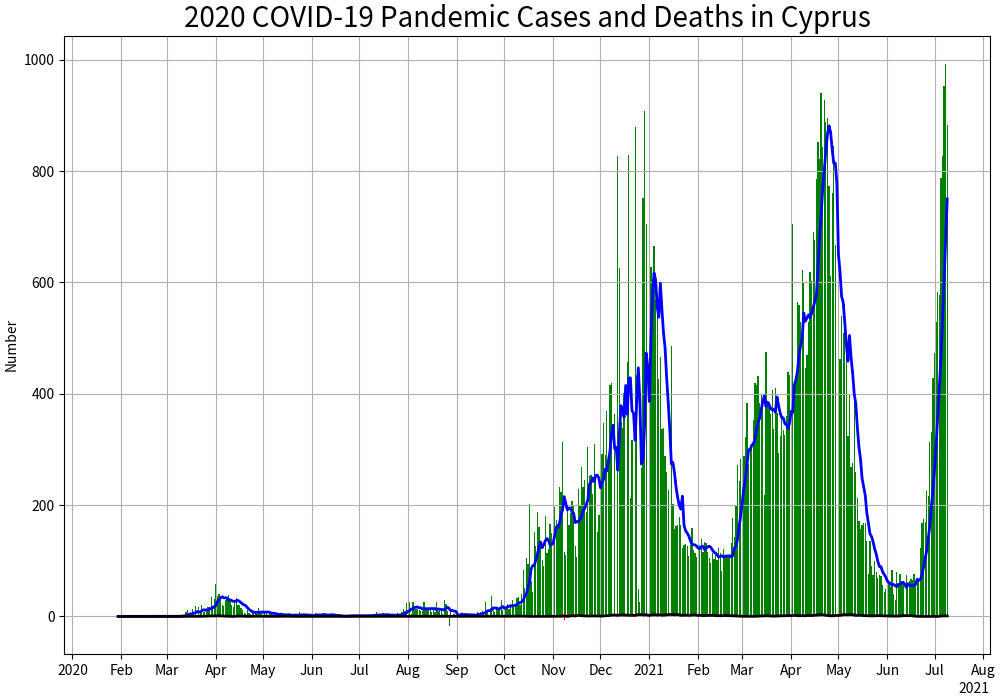 2020 COVID-19 Pandemic Cases and Deaths in Cyprus
Number
1000
800
600
400
200
0
2020 Feb Mar Apr May Jun Jul Aug Sep Oct Nov Dec 2021 Feb Mar Apr May Jun Jul Aug
2021